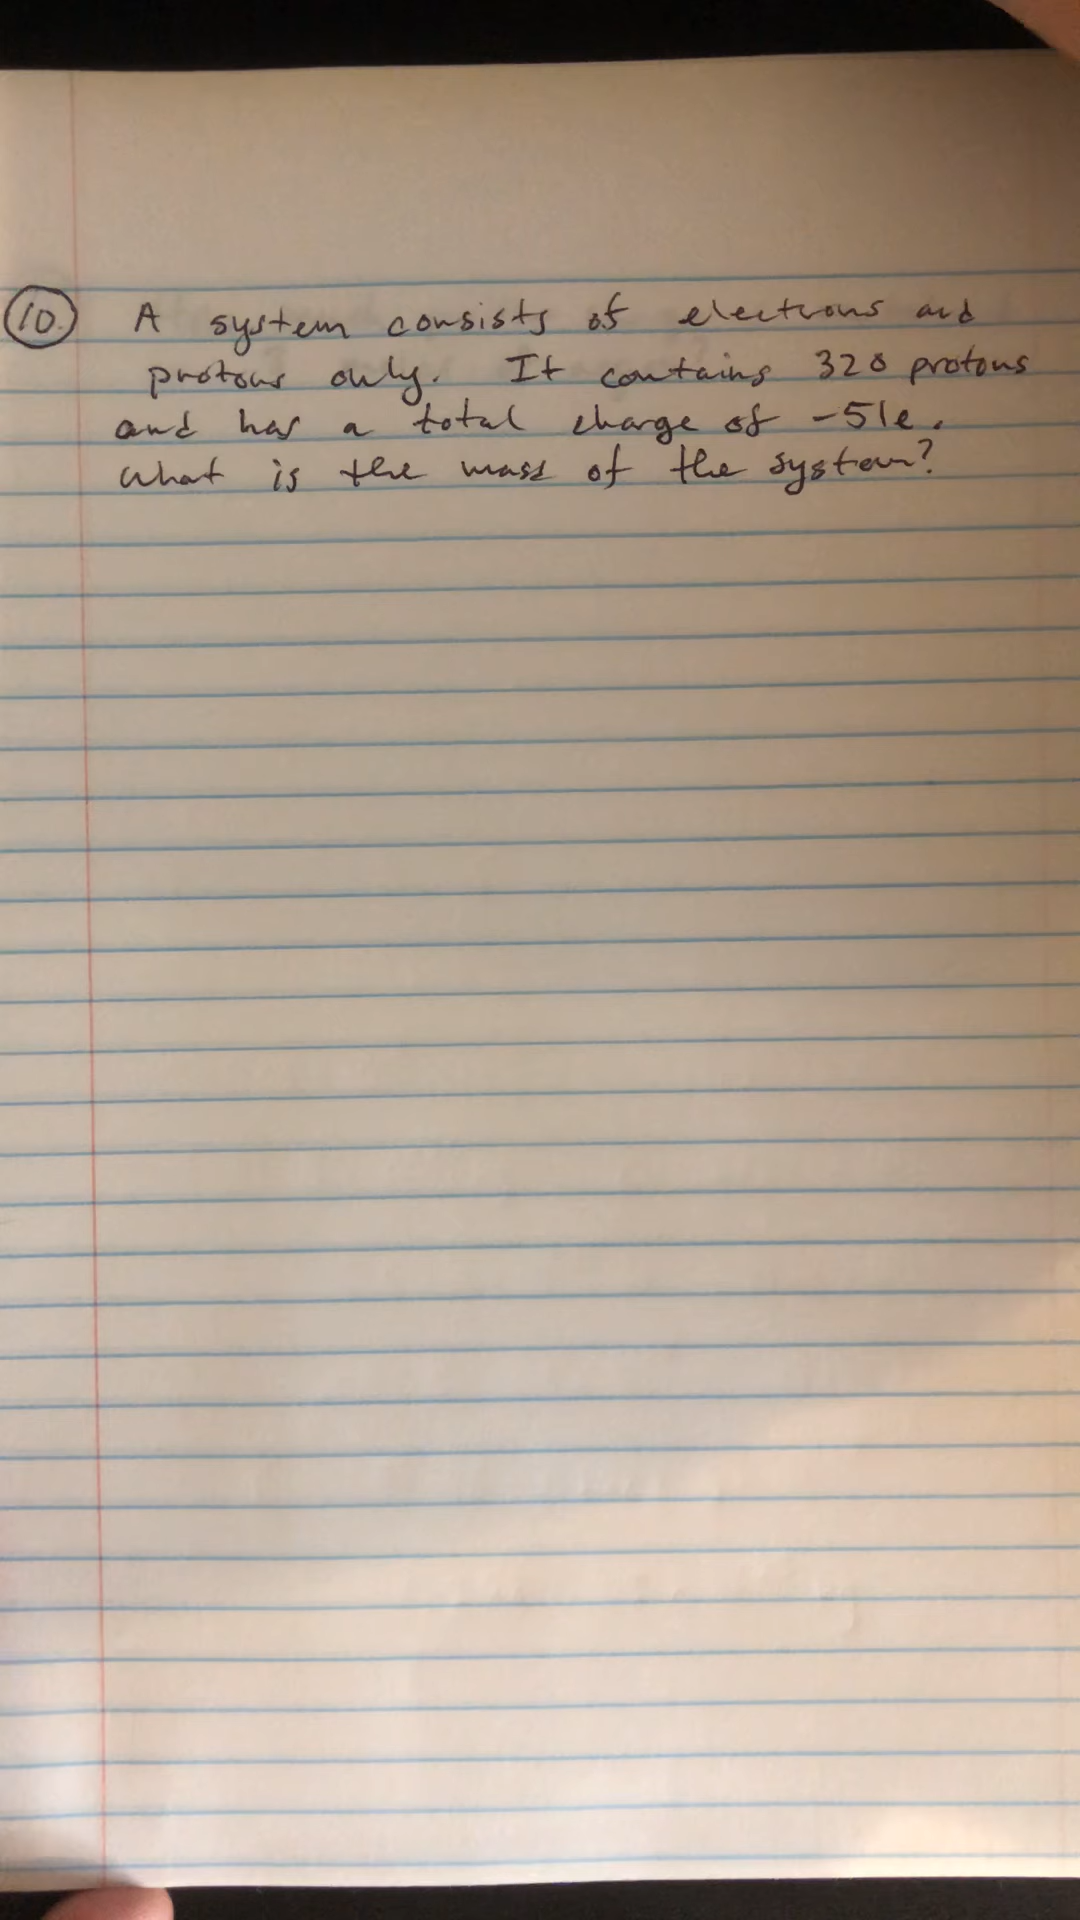 10. A system consists of electrons and
protons only. It contains 320 protons
and has a total charge of -51e.
What is the mass of the system?